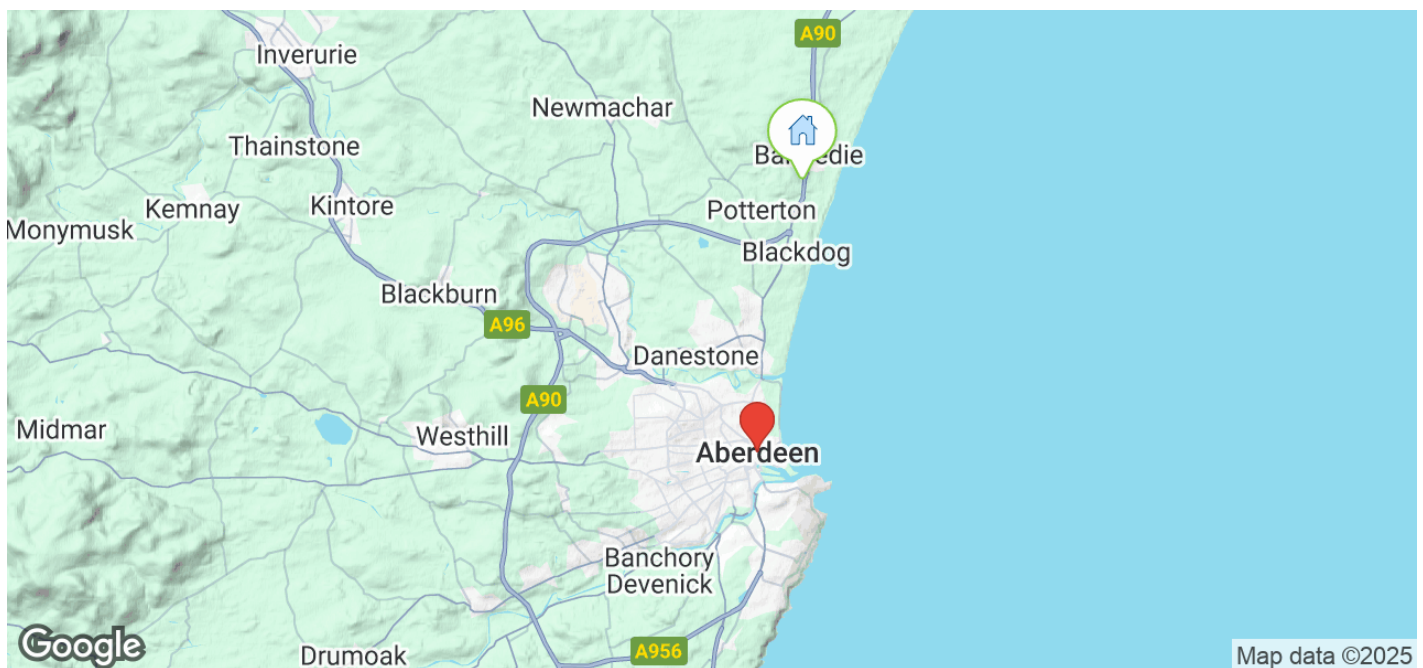 A90
Inverurie
Newmachar
Thainstone
Kemnay
Kintore
Potterton
Monymusk
Blackdog
Blackburn
A96
Danestone
A90
Midmar
Westhill
Aberdeen
Banchory
Devenick
Google
Drumoak
A956
Map data ©2025